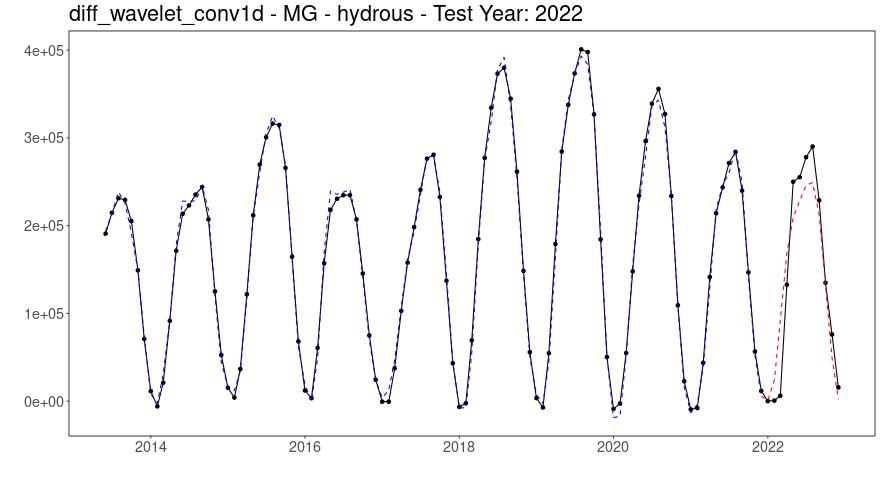 diff_wavelet_conv1d - MG - hydrous - Test Year: 2022
4e+05
3e+05
2e+05
1e+05
0e+00
2014 2016 2018 2020 2022